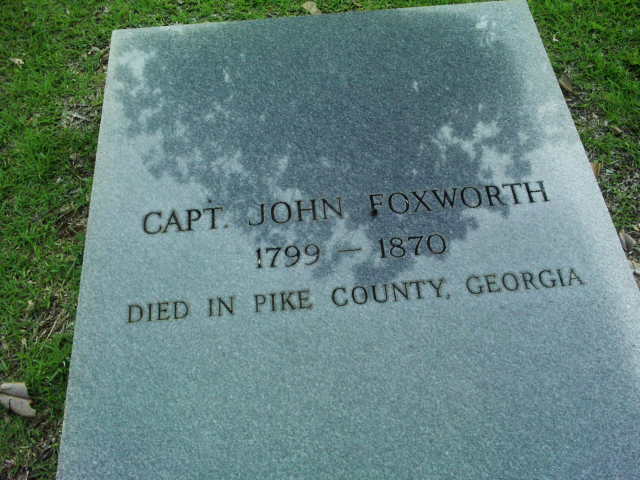 CAPT. JOHN FOXWORTH
1799 – 1870
DIED IN PIKE COUNTY, GEORGIA